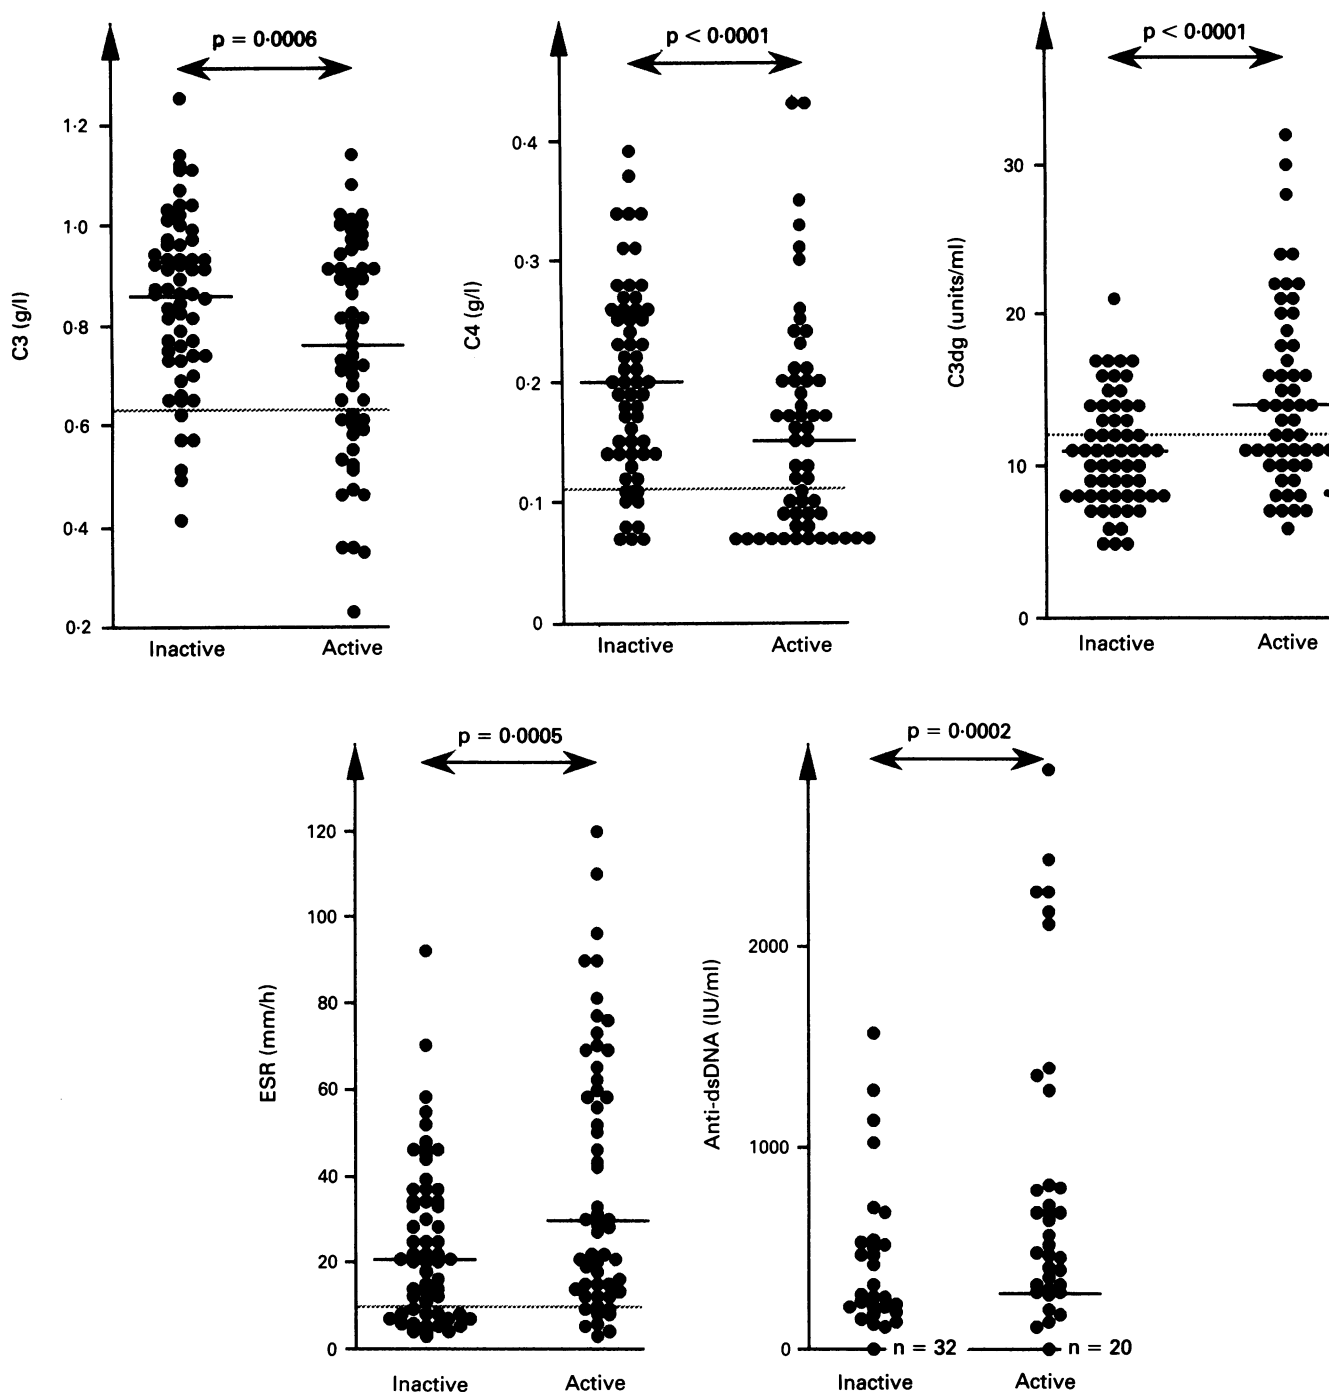 p = 0·0006
C3 (g/l)
1·2
1·0
0·8
0·6
0·4
0·2
Inactive
Active
p < 0·0001
C4 (g/l)
0·4
0·3
0·2
0·1
0
Inactive
Active
p < 0·0001
C3dg (units/ml)
30
20
10
0
Inactive
Active
p = 0·0005
ESR (mm/h)
120
100
80
60
40
20
0
Inactive
Active
p = 0·0002
Anti-dsDNA (IU/ml)
2000
1000
0
n = 32
n = 20
Inactive
Active